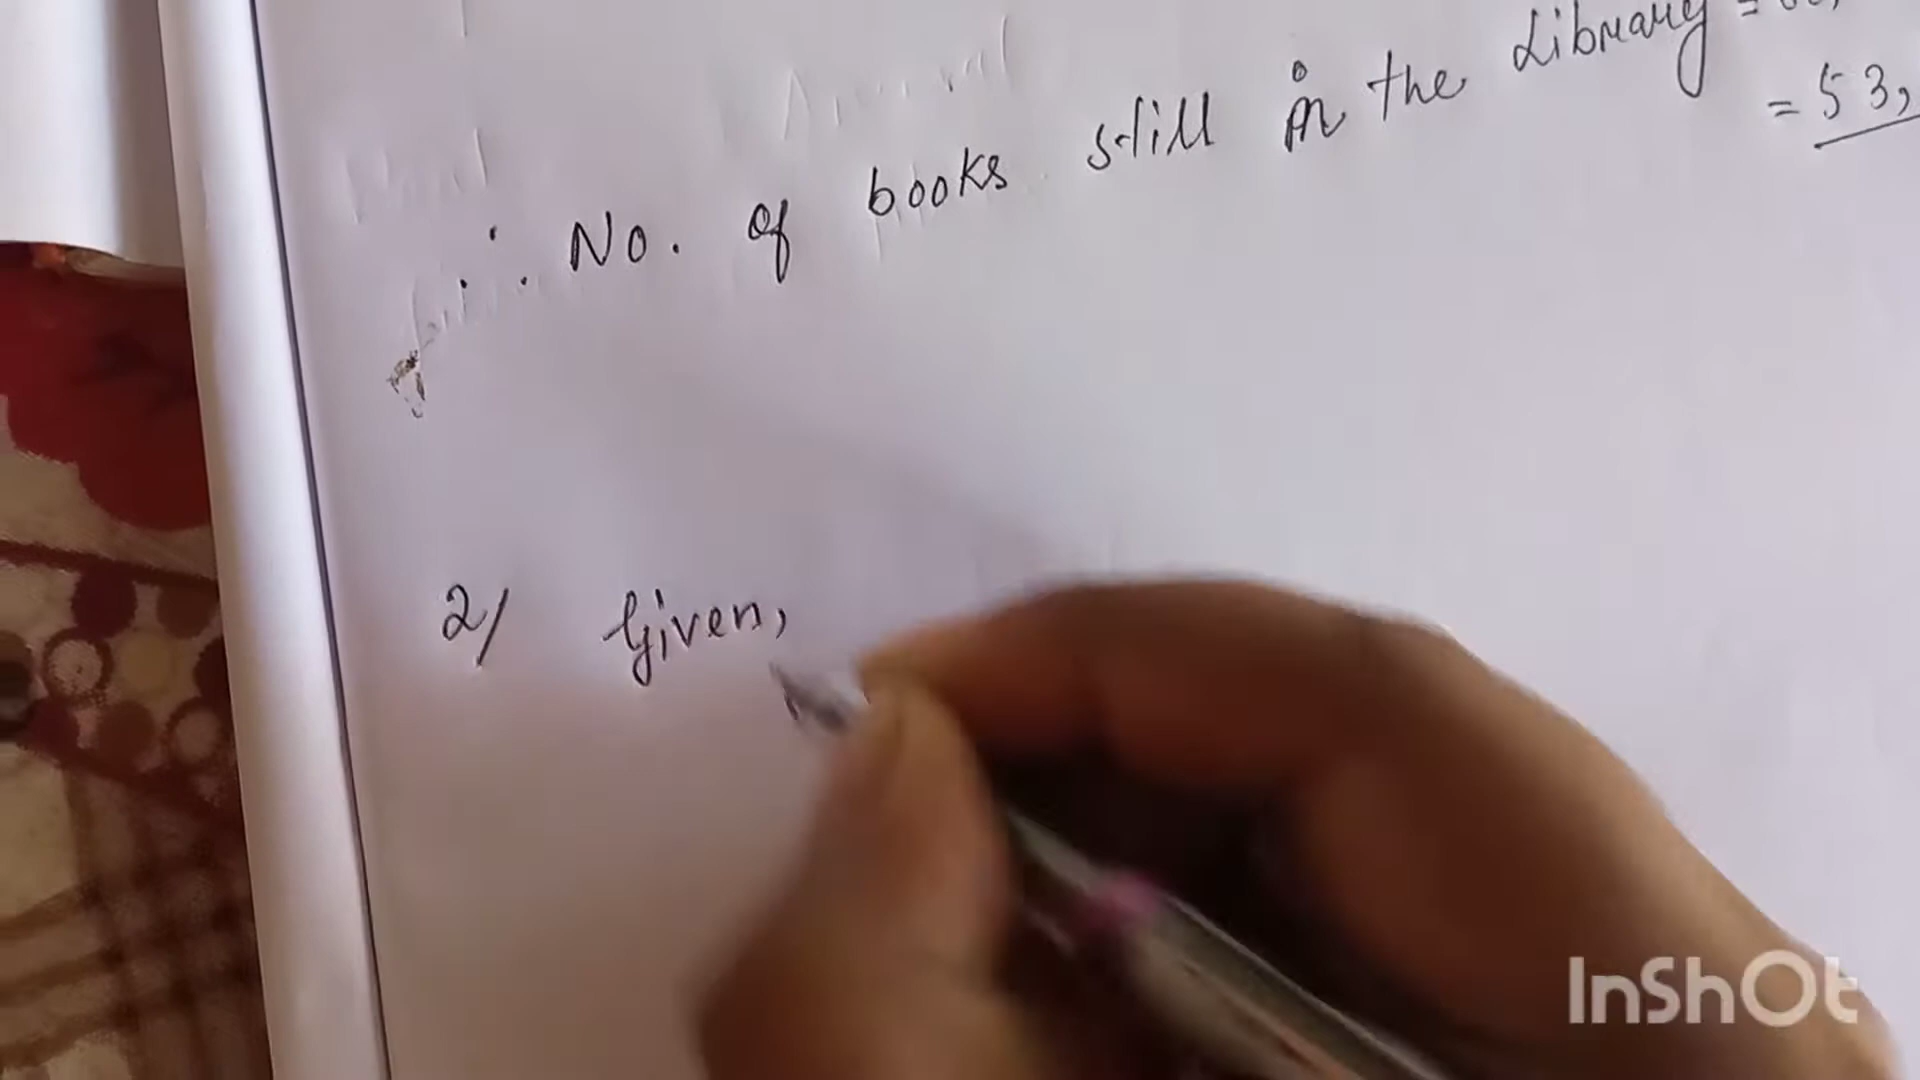 ∴ No. of books still in the Library =
= 53,
2/ Given,
InShOt